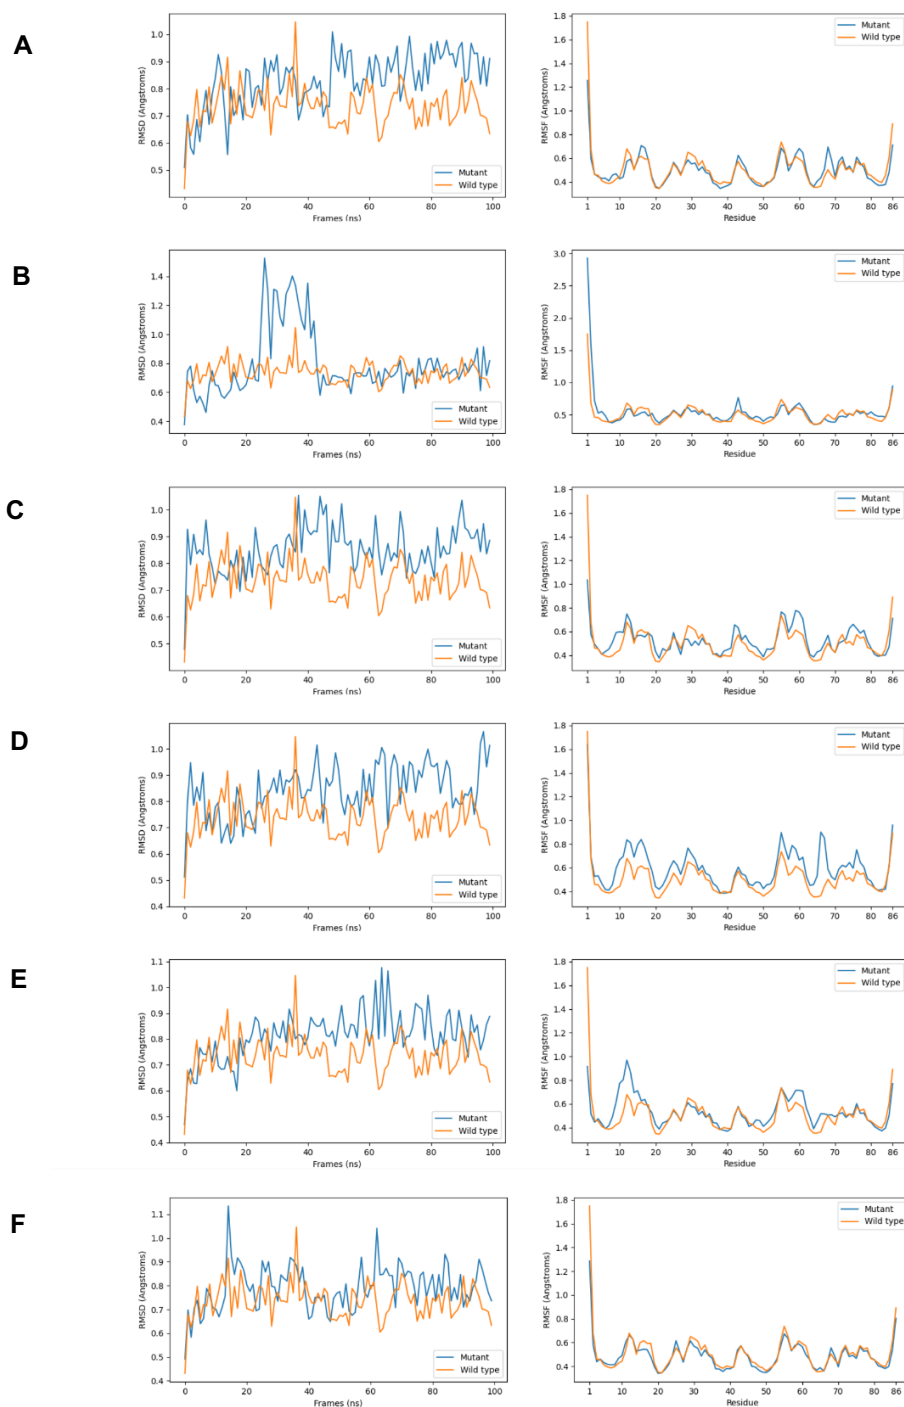 A
RMSD (Angstroms)
1.0
0.9
0.8
0.7
0.6
0.5
0 20 40 60 80 100
Frames (ns)
Mutant
Wild type
RMSF (Angstroms)
1.8
1.6
1.4
1.2
1.0
0.8
0.6
0.4
1 10 20 30 40 50 60 70 80 86
Residue
Mutant
Wild type
B
RMSD (Angstroms)
1.4
1.2
1.0
0.8
0.6
0.4
0 20 40 60 80 100
Frames (ns)
Mutant
Wild type
RMSF (Angstroms)
3.0
2.5
2.0
1.5
1.0
0.5
1 10 20 30 40 50 60 70 80 86
Residue
Mutant
Wild type
C
RMSD (Angstroms)
1.0
0.9
0.8
0.7
0.6
0.5
0 20 40 60 80 100
Frames (ns)
Mutant
Wild type
RMSF (Angstroms)
1.8
1.6
1.4
1.2
1.0
0.8
0.6
0.4
1 10 20 30 40 50 60 70 80 86
Residue
Mutant
Wild type
D
RMSD (Angstroms)
1.0
0.9
0.8
0.7
0.6
0.5
0.4
0 20 40 60 80 100
Frames (ns)
Mutant
Wild type
RMSF (Angstroms)
1.8
1.6
1.4
1.2
1.0
0.8
0.6
0.4
1 10 20 30 40 50 60 70 80 86
Residue
Mutant
Wild type
E
RMSD (Angstroms)
1.1
1.0
0.9
0.8
0.7
0.6
0.5
0.4
0 20 40 60 80 100
Frames (ns)
Mutant
Wild type
RMSF (Angstroms)
1.8
1.6
1.4
1.2
1.0
0.8
0.6
0.4
1 10 20 30 40 50 60 70 80 86
Residue
Mutant
Wild type
F
RMSD (Angstroms)
1.1
1.0
0.9
0.8
0.7
0.6
0.5
0.4
0 20 40 60 80 100
Frames (ns)
Mutant
Wild type
RMSF (Angstroms)
1.8
1.6
1.4
1.2
1.0
0.8
0.6
0.4
1 10 20 30 40 50 60 70 80 86
Residue
Mutant
Wild type